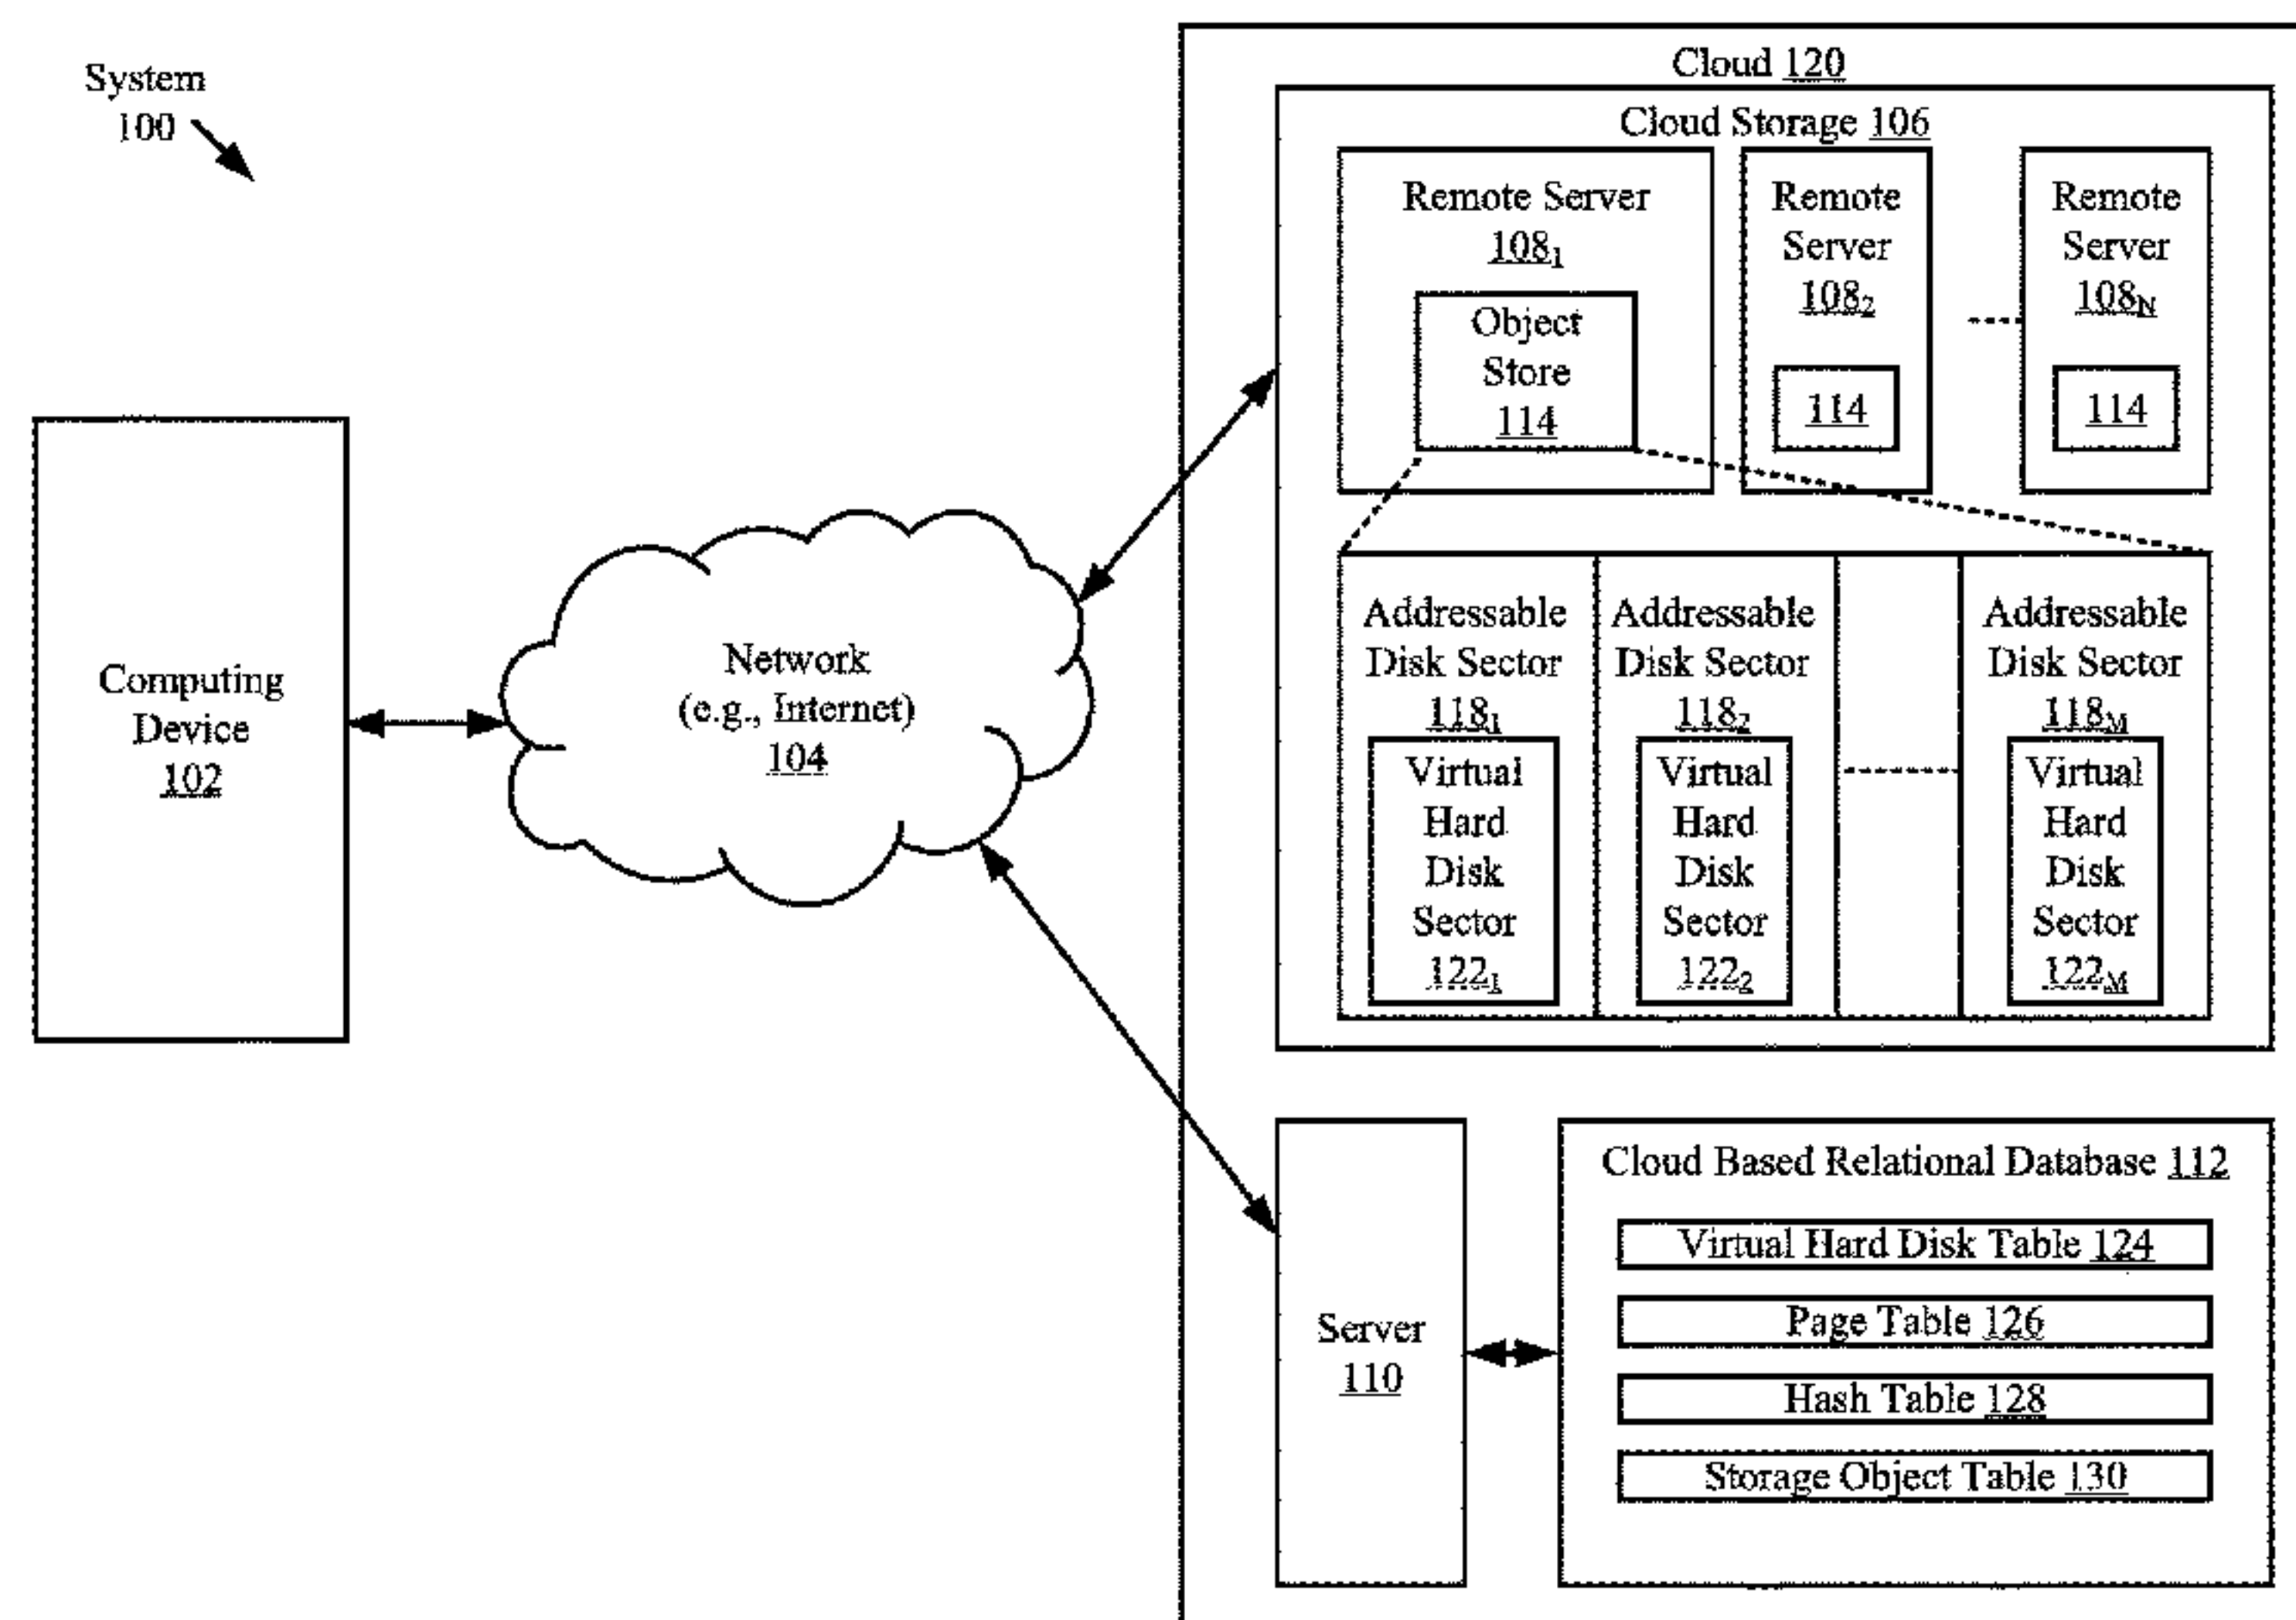 System
100
Cloud 120
Cloud Storage 106
Remote Server
108₁
Object
Store
114
Remote
Server
108₂
114
Remote
Server
108_N
114
Addressable
Disk Sector
118₁
Virtual
Hard
Disk
Sector
122₁
Addressable
Disk Sector
118₂
Virtual
Hard
Disk
Sector
122₂
Addressable
Disk Sector
118_M
Virtual
Hard
Disk
Sector
122_M
Computing
Device
102
Network
(e.g., Internet)
104
Server
110
Cloud Based Relational Database 112
Virtual Hard Disk Table 124
Page Table 126
Hash Table 128
Storage Object Table 130